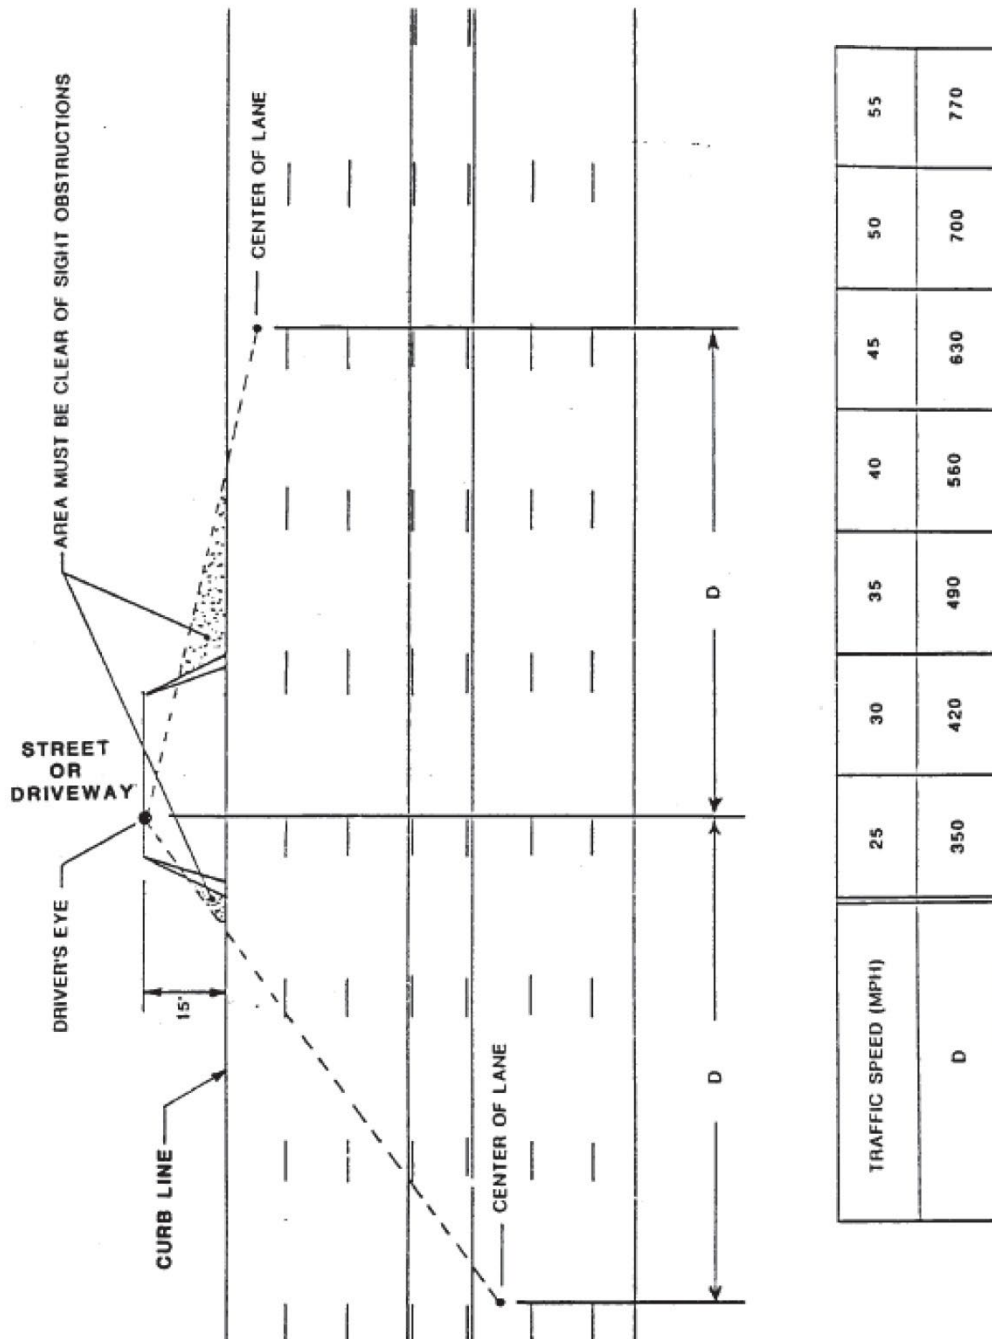 AREA MUST BE CLEAR OF SIGHT OBSTRUCTIONS
CENTER OF LANE
STREET
OR
DRIVEWAY
DRIVER'S EYE
15'
CURB LINE
CENTER OF LANE
D
D
TRAFFIC SPEED (MPH) 25 30 35 40 45 50 55
D 350 420 490 560 630 700 770